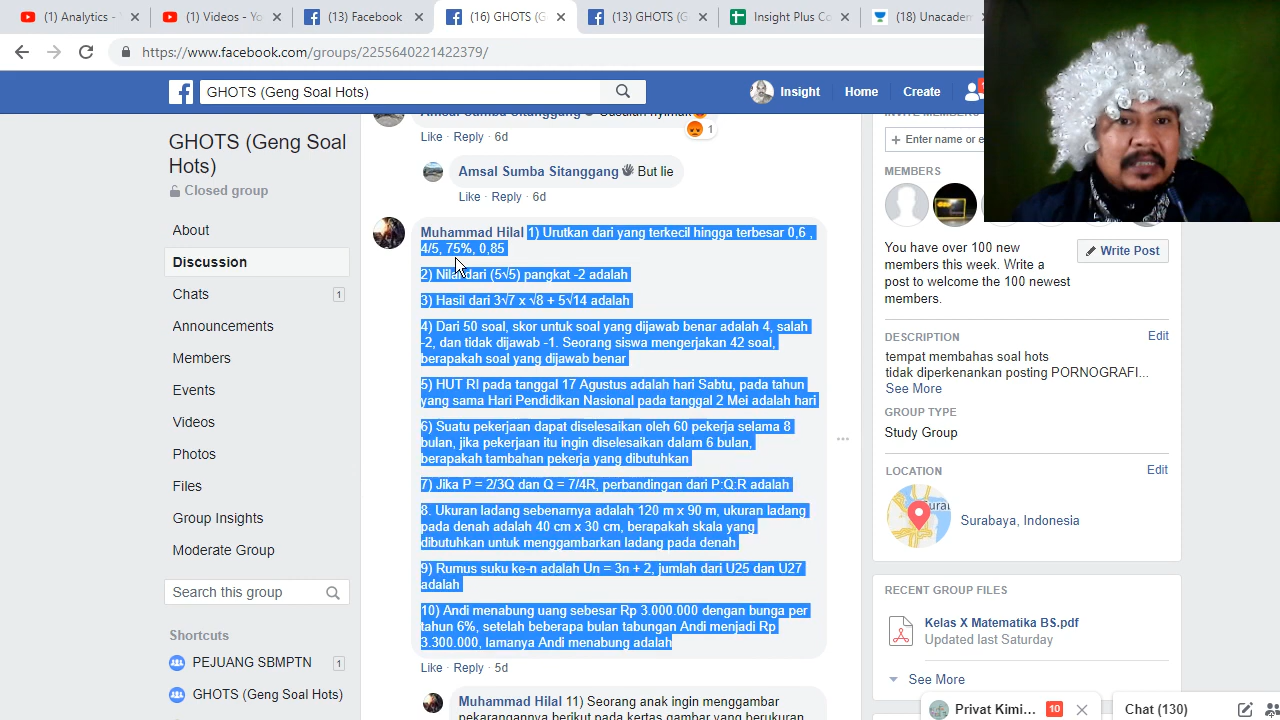 (1) Analytics -
(1) Videos - Yo
(13) Facebook
(16) GHOTS (G
(13) GHOTS (G
Insight Plus Co
(18) Unacadem
https://www.facebook.com/groups/2255640221422379/
GHOTS (Geng Soal Hots)
Insight
Home
Create
GHOTS (Geng Soal
Hots)
Closed group
About
Discussion
Chats
1
Announcements
Members
Events
Videos
Photos
Files
Group Insights
Moderate Group
Search this group
Shortcuts
PEJUANG SBMPTN
1
GHOTS (Geng Soal Hots)
Amsal Sumba Sitanggang
Like · Reply · 6d
1
Amsal Sumba Sitanggang But lie
Like · Reply · 6d
Muhammad Hilal 1) Urutkan dari yang terkecil hingga terbesar 0,6 ,
4/5, 75%, 0,85
2) Nilai dari (5√5) pangkat -2 adalah
3) Hasil dari 3√7 x √8 + 5√14 adalah
4) Dari 50 soal, skor untuk soal yang dijawab benar adalah 4, salah
-2, dan tidak dijawab -1. Seorang siswa mengerjakan 42 soal,
berapakah soal yang dijawab benar
5) HUT RI pada tanggal 17 Agustus adalah hari Sabtu, pada tahun
yang sama Hari Pendidikan Nasional pada tanggal 2 Mei adalah hari
6) Suatu pekerjaan dapat diselesaikan oleh 60 pekerja selama 8
bulan, jika pekerjaan itu ingin diselesaikan dalam 6 bulan,
berapakah tambahan pekerja yang dibutuhkan
7) Jika P = 2/3Q dan Q = 7/4R, perbandingan dari P:Q:R adalah
8. Ukuran ladang sebenarnya adalah 120 m x 90 m, ukuran ladang
pada denah adalah 40 cm x 30 cm, berapakah skala yang
dibutuhkan untuk menggambarkan ladang pada denah
9) Rumus suku ke-n adalah Un = 3n + 2, jumlah dari U25 dan U27
adalah
10) Andi menabung uang sebesar Rp 3.000.000 dengan bunga per
tahun 6%, setelah beberapa bulan tabungan Andi menjadi Rp
3.300.000, lamanya Andi menabung adalah
Like · Reply · 5d
Muhammad Hilal 11) Seorang anak ingin menggambar
pekarangannya berikut pada kertas gambar yang berukuran
INVITE MEMBERS
Enter name or e
MEMBERS
You have over 100 new
members this week. Write a
post to welcome the 100 newest
members.
Write Post
DESCRIPTION
Edit
tempat membahas soal hots
tidak diperkenankan posting PORNOGRAFI...
See More
GROUP TYPE
Study Group
LOCATION
Edit
Surabaya, Indonesia
RECENT GROUP FILES
Kelas X Matematika BS.pdf
Updated last Saturday
See More
Privat Kimi...
10
Chat (130)